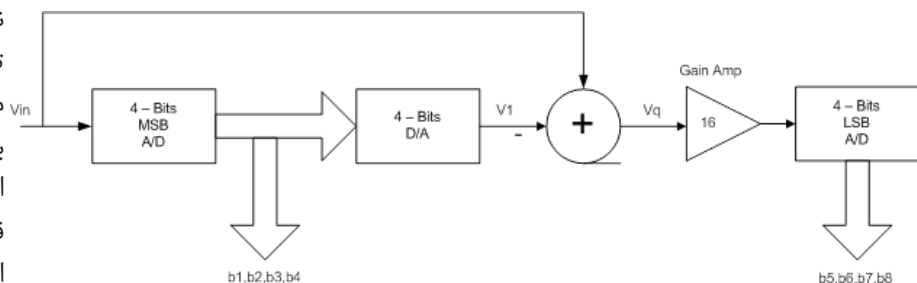 Gain Amp
Vin
4 – Bits
MSB
A/D
4 – Bits
D/A
V1
-
+
Vq
16
4 – Bits
LSB
A/D
b1,b2,b3,b4
b5,b6,b7,b8